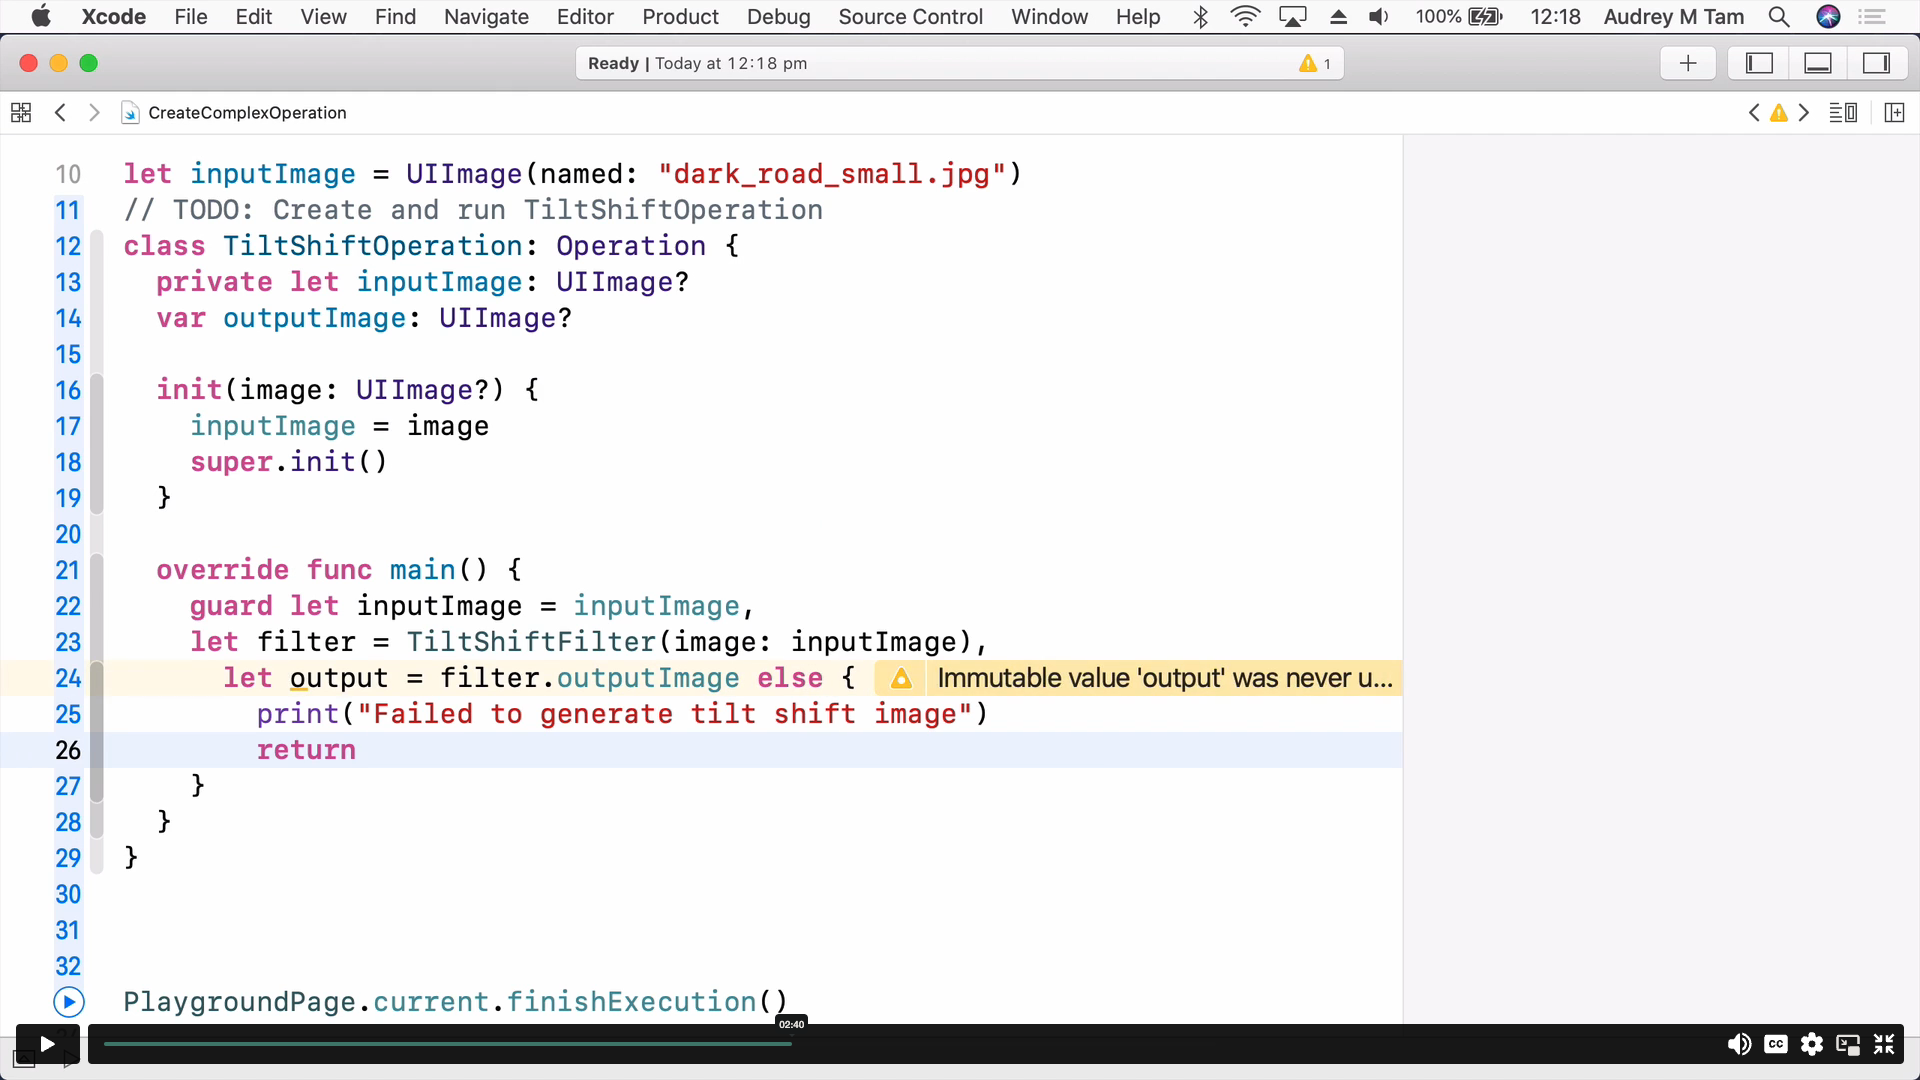 Xcode File Edit View Find Navigate Editor Product Debug Source Control Window Help 100% 12:18 Audrey M Tam
Ready | Today at 12:18 pm 1
CreateComplexOperation
10 let inputImage = UIImage(named: "dark_road_small.jpg")
11 // TODO: Create and run TiltShiftOperation
12 class TiltShiftOperation: Operation {
13 private let inputImage: UIImage?
14 var outputImage: UIImage?
15
16 init(image: UIImage?) {
17 inputImage = image
18 super.init()
19 }
20
21 override func main() {
22 guard let inputImage = inputImage,
23 let filter = TiltShiftFilter(image: inputImage),
24 let output = filter.outputImage else { Immutable value 'output' was never u...
25 print("Failed to generate tilt shift image")
26 return
27 }
28 }
29 }
30
31
32
PlaygroundPage.current.finishExecution()
02:40
CC